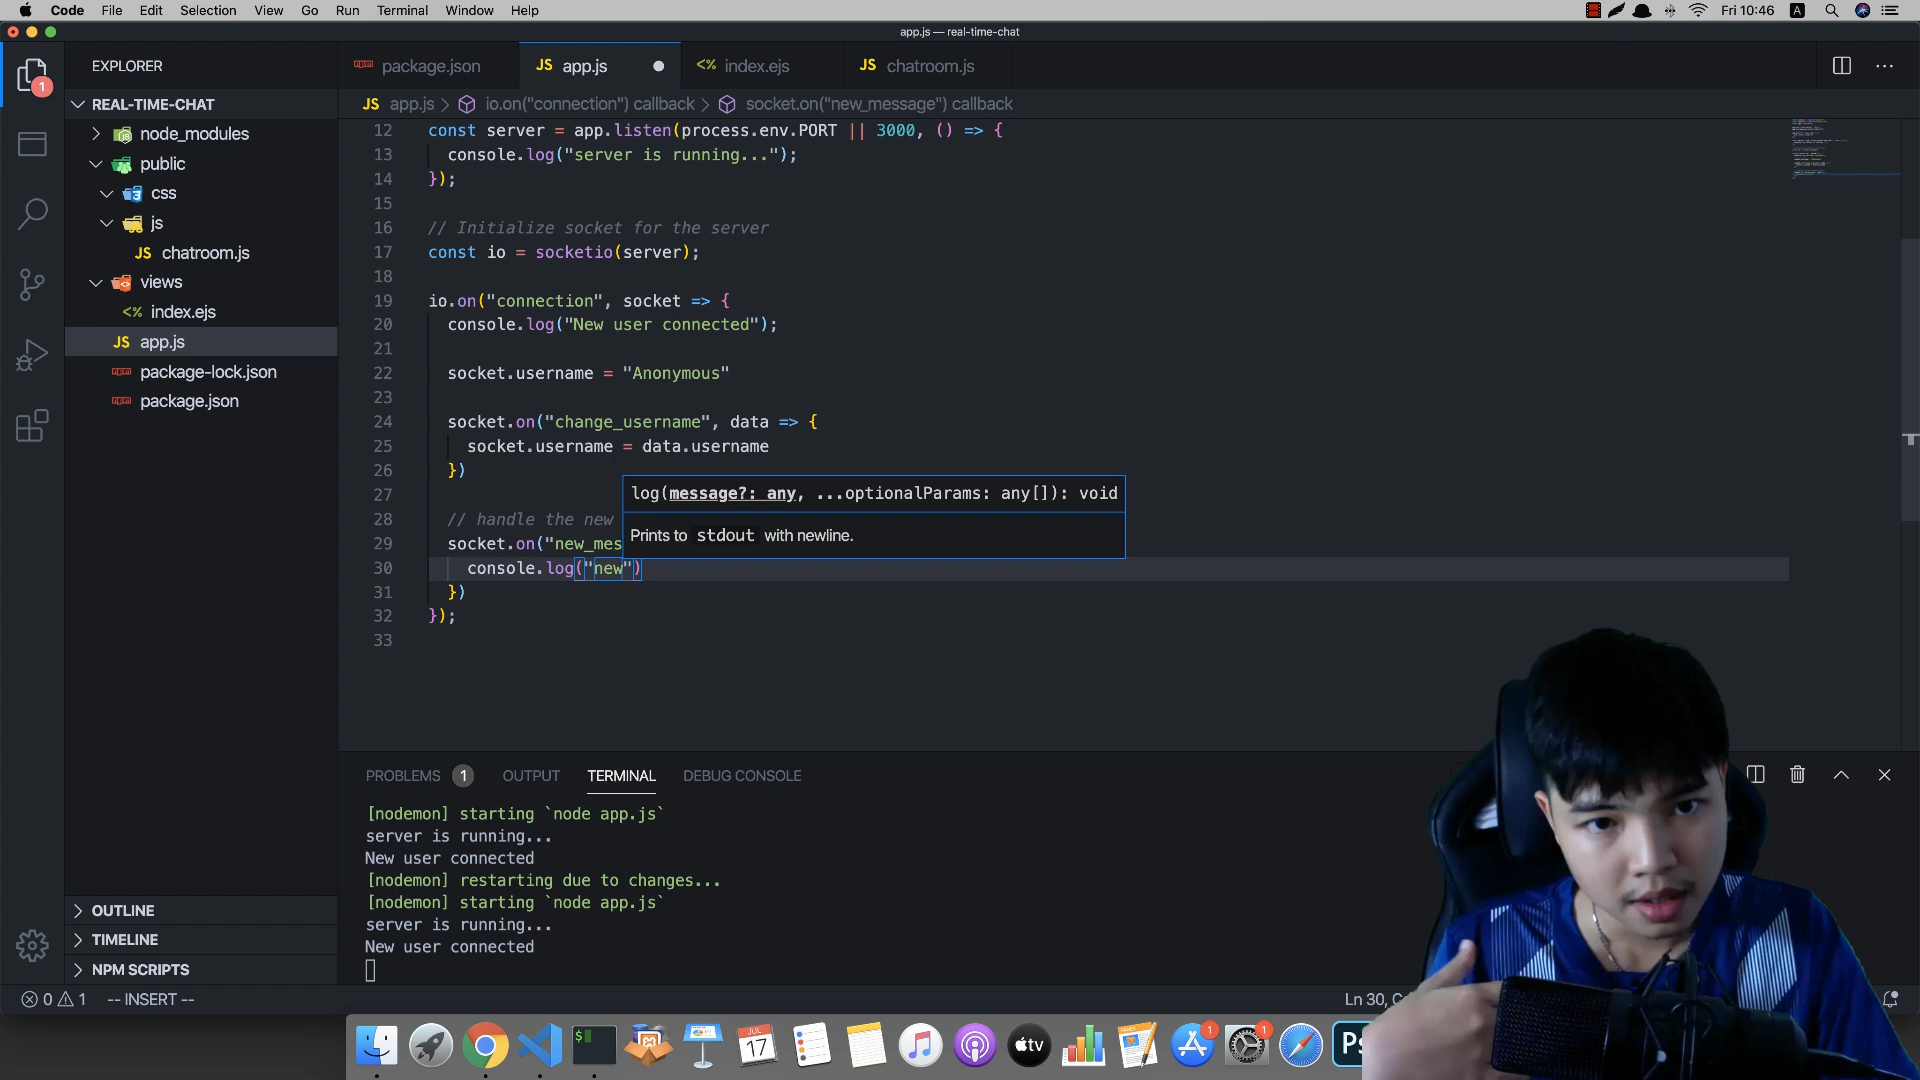 Code File Edit Selection View Go Run Terminal Window Help
Fri 10:46 A
app.js — real-time-chat
EXPLORER
package.json
JS app.js
<% index.ejs
JS chatroom.js
1
REAL-TIME-CHAT
node_modules
public
css
js
JS chatroom.js
views
<% index.ejs
JS app.js
package-lock.json
package.json
OUTLINE
TIMELINE
NPM SCRIPTS
JS app.js > io.on("connection") callback > socket.on("new_message") callback
12 const server = app.listen(process.env.PORT || 3000, () => {
13 console.log("server is running...");
14 });
15
16 // Initialize socket for the server
17 const io = socketio(server);
18
19 io.on("connection", socket => {
20 console.log("New user connected");
21
22 socket.username = "Anonymous"
23
24 socket.on("change_username", data => {
25 socket.username = data.username
26 })
27
28 // handle the new
29 socket.on("new_mes
30 console.log("new")
31 })
32 });
33
log(message?: any, ...optionalParams: any[]): void
Prints to stdout with newline.
PROBLEMS 1 OUTPUT TERMINAL DEBUG CONSOLE
[nodemon] starting `node app.js`
server is running...
New user connected
[nodemon] restarting due to changes...
[nodemon] starting `node app.js`
server is running...
New user connected
0 1 -- INSERT --
Ln 30, C
$
JUL
17
tv
1
1
Ps